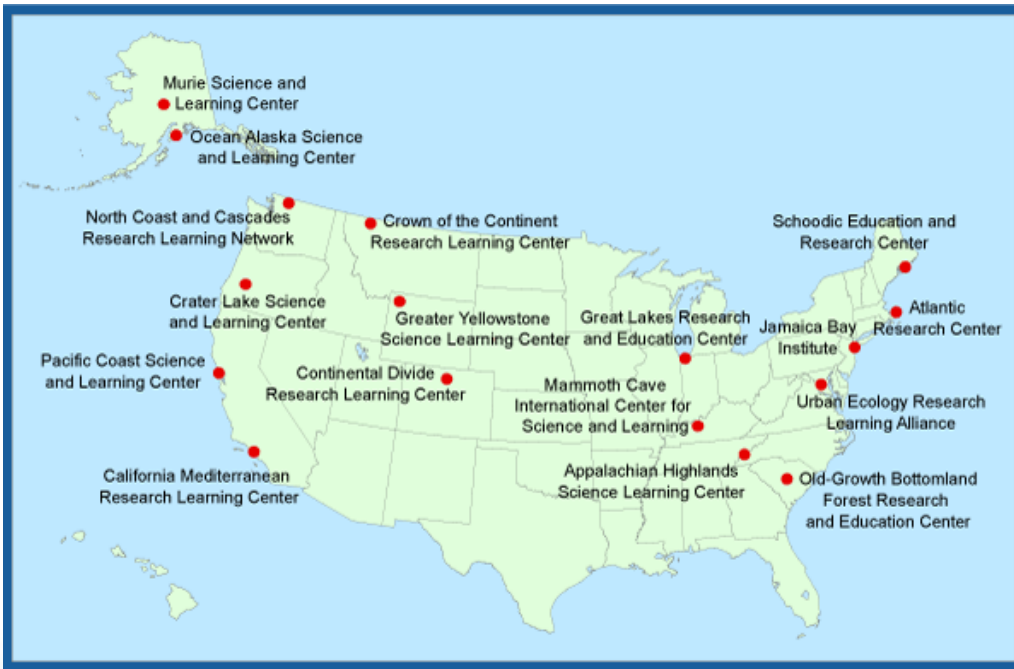 Murie Science and
Learning Center
Ocean Alaska Science
and Learning Center
North Coast and Cascades
Research Learning Network
Crown of the Continent
Research Learning Center
Schoodic Education and
Research Center
Crater Lake Science
and Learning Center
Greater Yellowstone
Science Learning Center
Great Lakes Research
and Education Center
Atlantic
Research Center
Jamaica Bay
Institute
Pacific Coast Science
and Learning Center
Continental Divide
Research Learning Center
Mammoth Cave
International Center for
Science and Learning
Urban Ecology Research
Learning Alliance
California Mediterranean
Research Learning Center
Appalachian Highlands
Science Learning Center
Old-Growth Bottomland
Forest Research
and Education Center